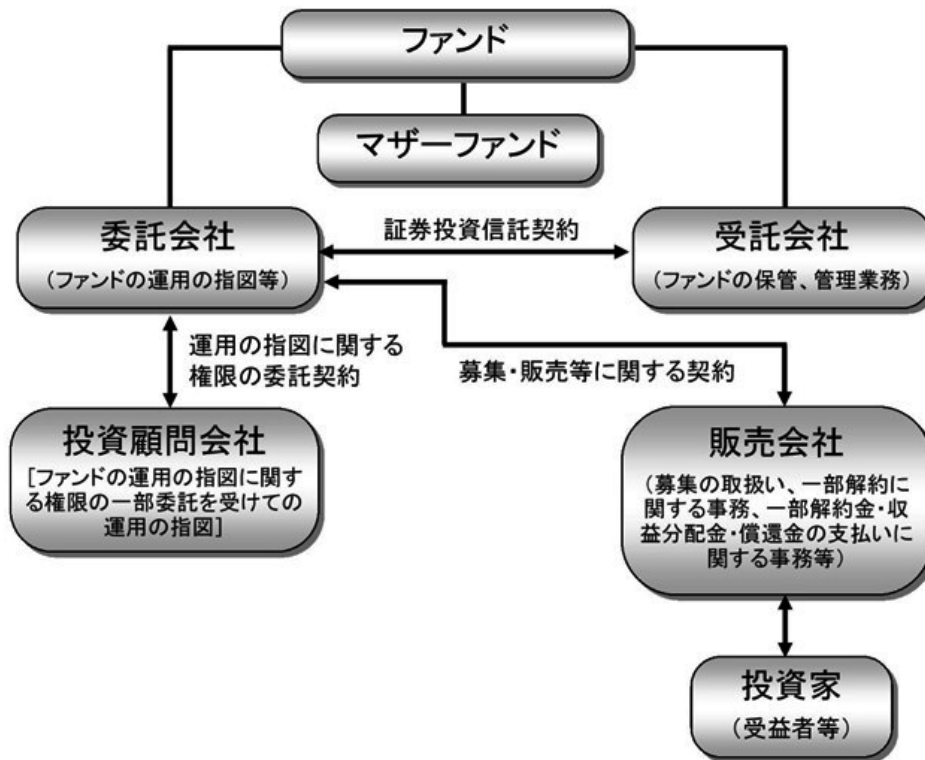 ファンド
マザーファンド
委託会社
（ファンドの運用の指図等）
証券投資信託契約
受託会社
（ファンドの保管、管理業務）
運用の指図に関する
権限の委託契約
募集・販売等に関する契約
投資顧問会社
［ファンドの運用の指図に関す
る権限の一部委託を受けての
運用の指図］
販売会社
（募集の取扱い、一部解約に
関する事務、一部解約金・収
益分配金・償還金の支払いに
関する事務等）
投資家
（受益者等）